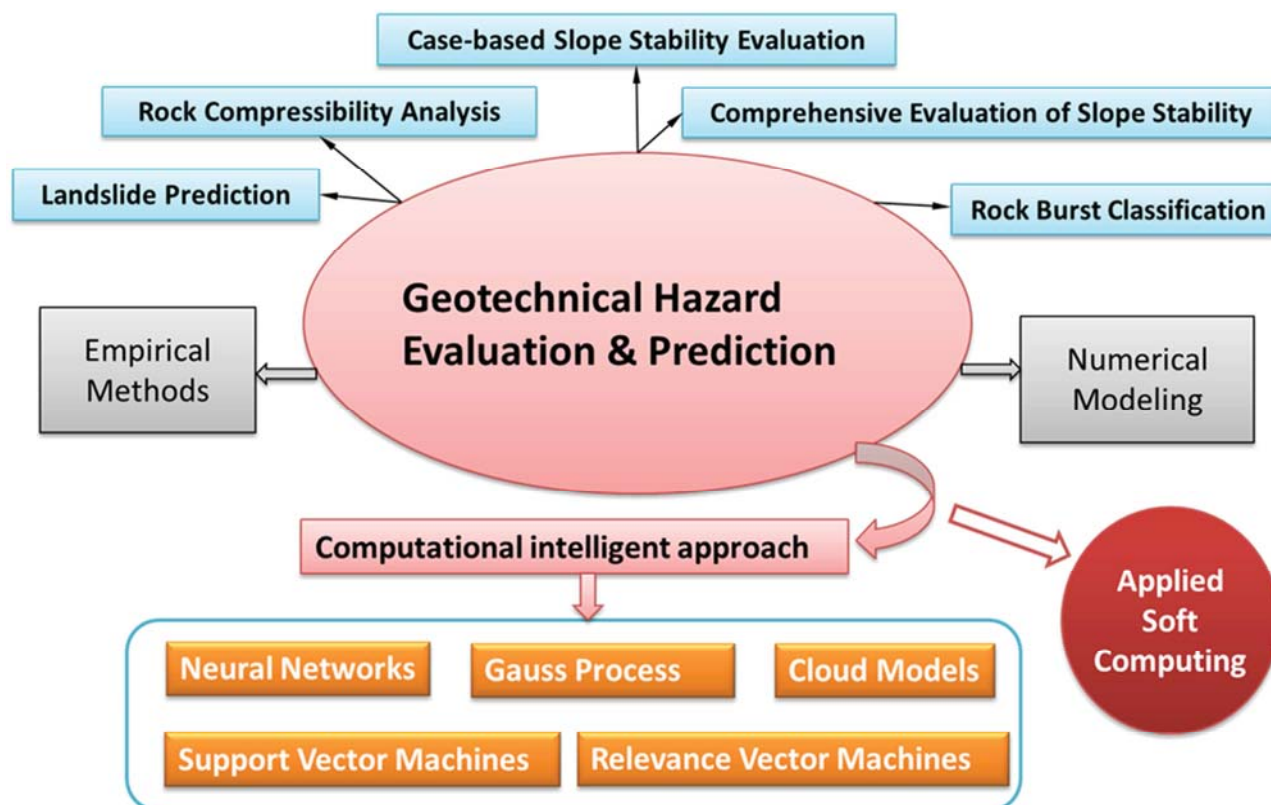 Case-based Slope Stability Evaluation
Rock Compressibility Analysis
Comprehensive Evaluation of Slope Stability
Landslide Prediction
Rock Burst Classification
Geotechnical Hazard
Evaluation & Prediction
Empirical
Methods
Numerical
Modeling
Computational intelligent approach
Applied
Soft
Computing
Neural Networks
Gauss Process
Cloud Models
Support Vector Machines
Relevance Vector Machines